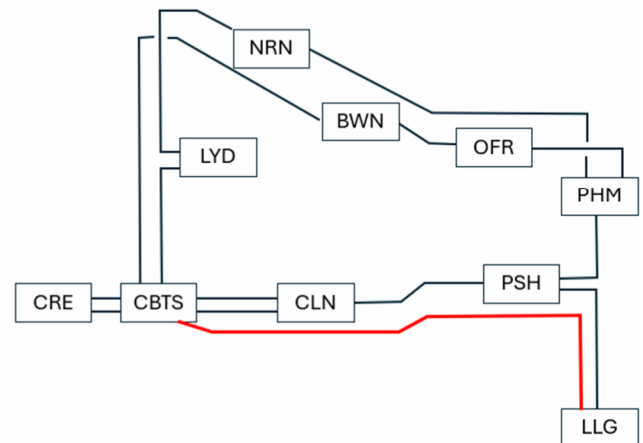 NRN
BWN
OFR
LYD
PHM
PSH
CRE
CBTS
CLN
LLG